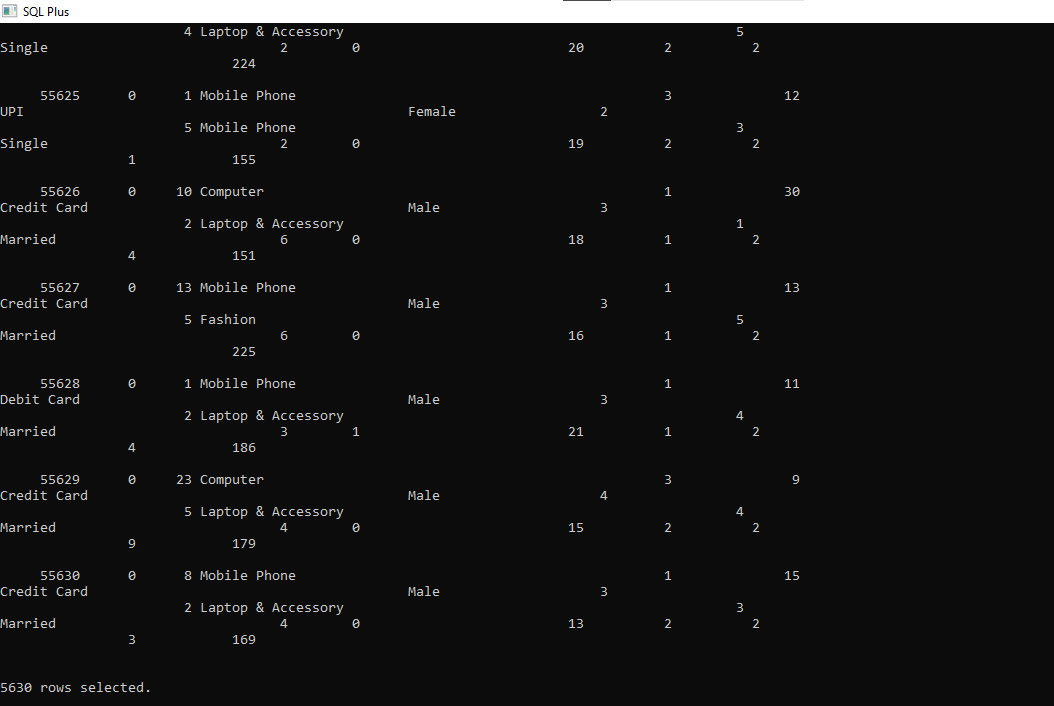 SQL Plus
4 Laptop & Accessory 5
Single 2 0 20 2 2
224
55625 0 1 Mobile Phone 3 12
UPI Female 2
5 Mobile Phone 3
Single 2 0 19 2 2
1 155
55626 0 10 Computer 1 30
Credit Card Male 3
2 Laptop & Accessory 1
Married 6 0 18 1 2
4 151
55627 0 13 Mobile Phone 1 13
Credit Card Male 3
5 Fashion 5
Married 6 0 16 1 2
225
55628 0 1 Mobile Phone 1 11
Debit Card Male 3
2 Laptop & Accessory 4
Married 3 1 21 1 2
4 186
55629 0 23 Computer 3 9
Credit Card Male 4
5 Laptop & Accessory 4
Married 4 0 15 2 2
9 179
55630 0 8 Mobile Phone 1 15
Credit Card Male 3
2 Laptop & Accessory 3
Married 4 0 13 2 2
3 169
5630 rows selected.